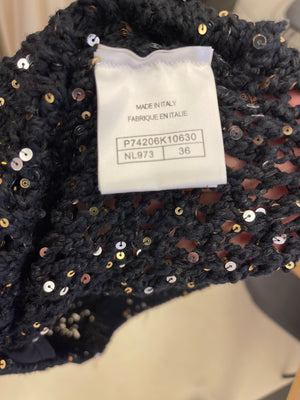 MADE IN ITALY
FABRIQUE EN ITALIE
P74206K10630
NL973 36